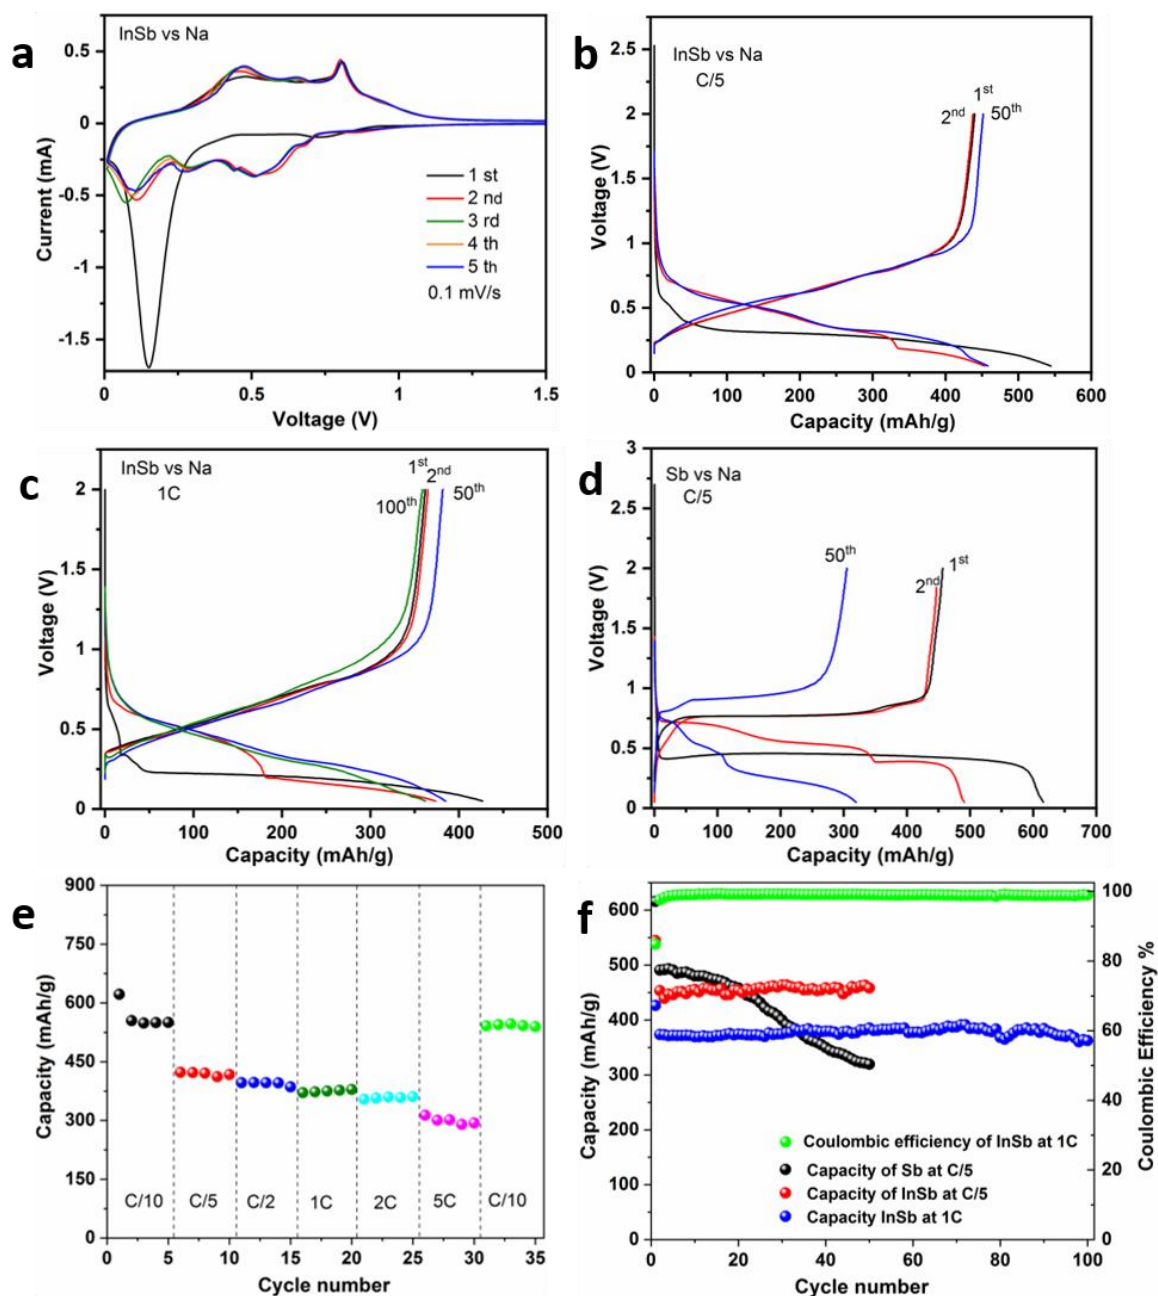 a
InSb vs Na
0.5
0
-0.5
-1
-1.5
Current (mA)
1 st
2 nd
3 rd
4 th
5 th
0.1 mV/s
0
0.5
1
1.5
Voltage (V)
b
InSb vs Na
C/5
2nd
1st
50th
2.5
2
1.5
1
0.5
0
Voltage (V)
0
100
200
300
400
500
600
Capacity (mAh/g)
c
InSb vs Na
1C
1st
2nd
100th
50th
2
1.5
1
0.5
0
Voltage (V)
0
100
200
300
400
500
Capacity (mAh/g)
d
Sb vs Na
C/5
50th
2nd
1st
3
2.5
2
1.5
1
0.5
0
Voltage (V)
0
100
200
300
400
500
600
700
Capacity (mAh/g)
e
900
750
600
450
300
150
0
Capacity (mAh/g)
C/10
C/5
C/2
1C
2C
5C
C/10
0
5
10
15
20
25
30
35
Cycle number
f
600
500
400
300
200
100
0
Capacity (mAh/g)
100
80
60
40
20
0
Coulombic Efficiency %
Coulombic efficiency of InSb at 1C
Capacity of Sb at C/5
Capacity of InSb at C/5
Capacity InSb at 1C
0
20
40
60
80
100
Cycle number